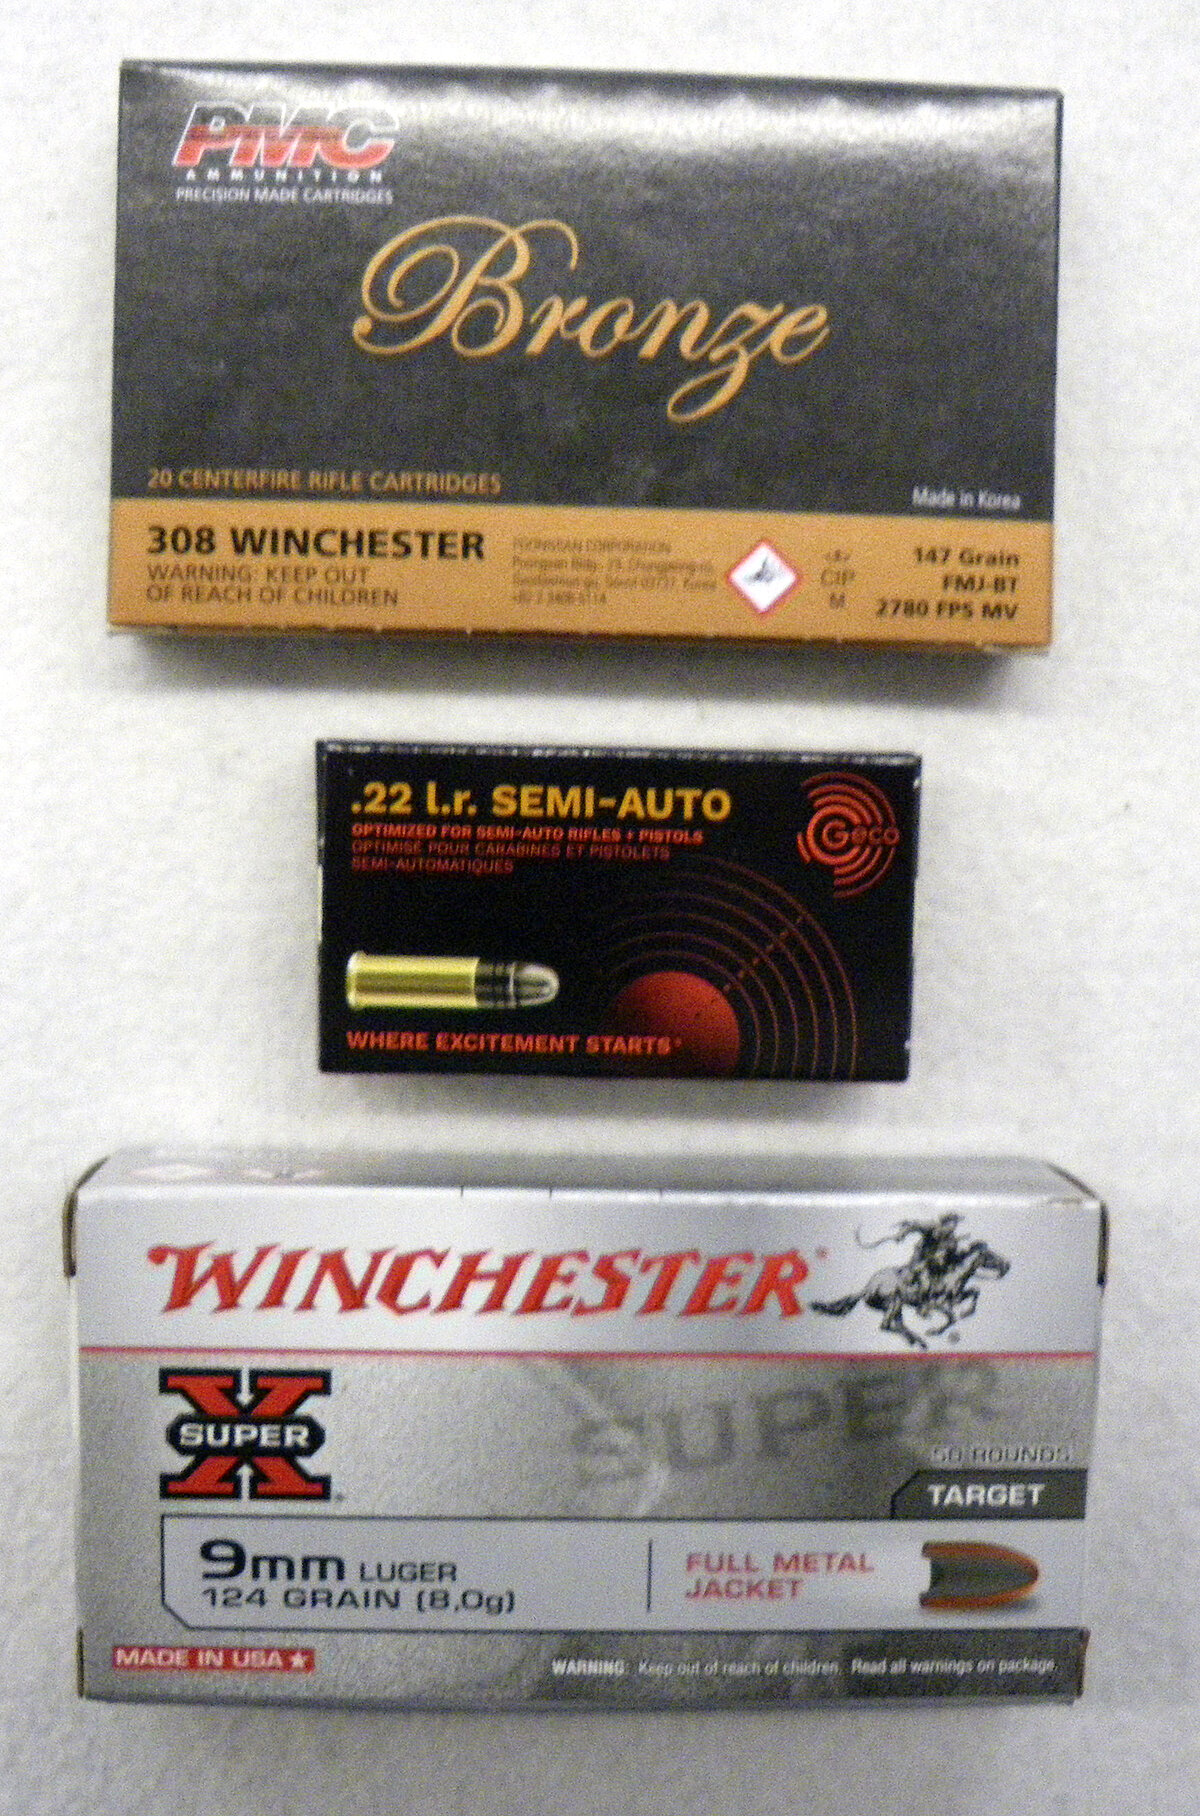 PMC
AMMUNITION
PRECISION MADE CARTRIDGES
Bronze
20 CENTERFIRE RIFLE CARTRIDGES
Made in Korea
308 WINCHESTER
WARNING: KEEP OUT
OF REACH OF CHILDREN
POONGSAN CORPORATION
CIP
M
147 Grain
FMJ-BT
2780 FPS MV
.22 l.r. SEMI-AUTO
OPTIMIZED FOR SEMI-AUTO RIFLES + PISTOLS
OPTIMISÉ POUR CARABINES ET PISTOLETS
SEMI-AUTOMATIQUES
Geco
WHERE EXCITEMENT STARTS
WINCHESTER®
SUPER X
SUPER
50 ROUNDS
TARGET
9mm LUGER
124 GRAIN (8,0g)
FULL METAL
JACKET
MADE IN USA ★
WARNING: Keep out of reach of children. Read all warnings on package.